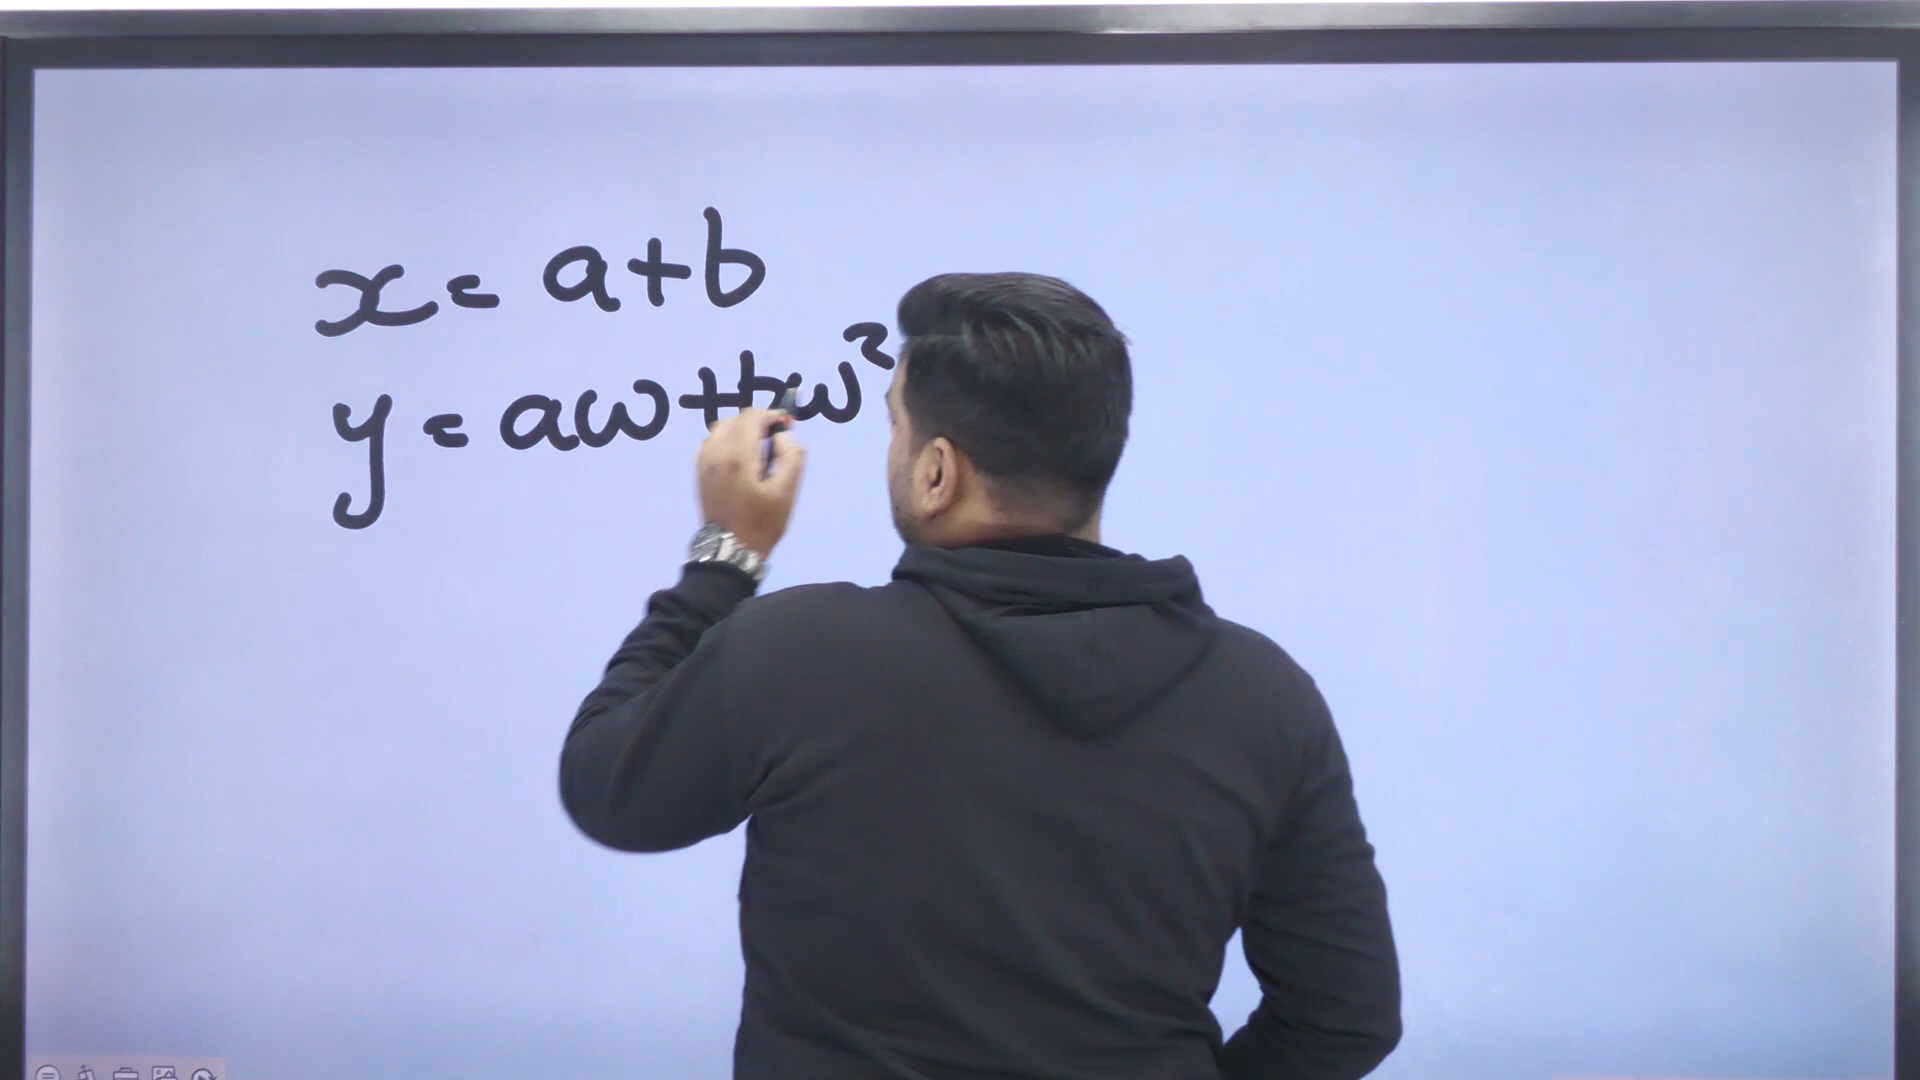 x = a+b
y = aω+bω²